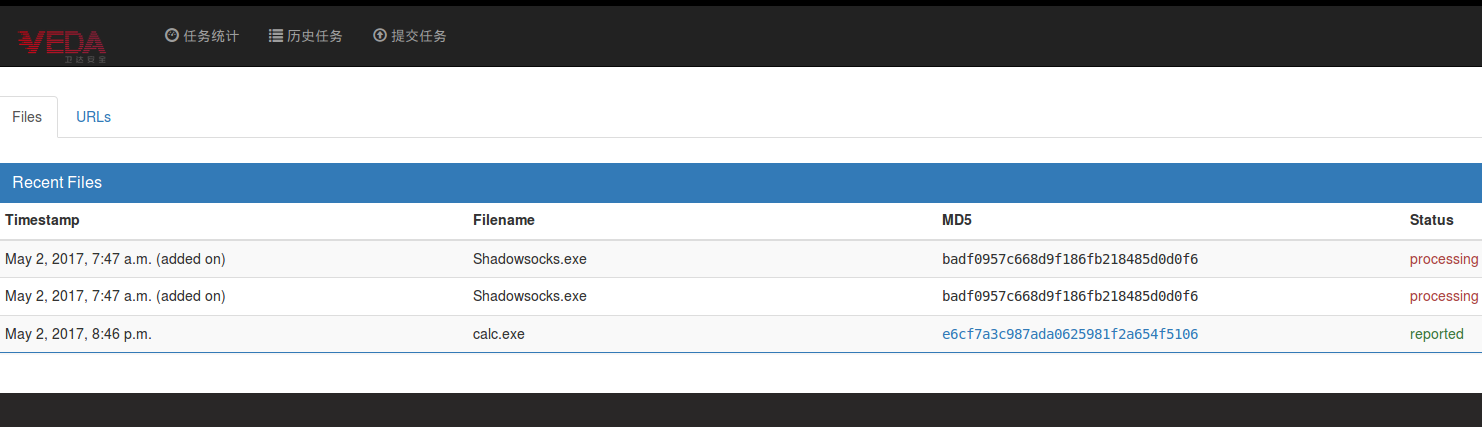 VEDA
卫达安全
任务统计 历史任务 提交任务
Files URLs
Recent Files
Timestamp Filename MD5 Status
May 2, 2017, 7:47 a.m. (added on) Shadowsocks.exe badf0957c668d9f186fb218485d0d0f6 processing
May 2, 2017, 7:47 a.m. (added on) Shadowsocks.exe badf0957c668d9f186fb218485d0d0f6 processing
May 2, 2017, 8:46 p.m. calc.exe e6cf7a3c987ada0625981f2a654f5106 reported